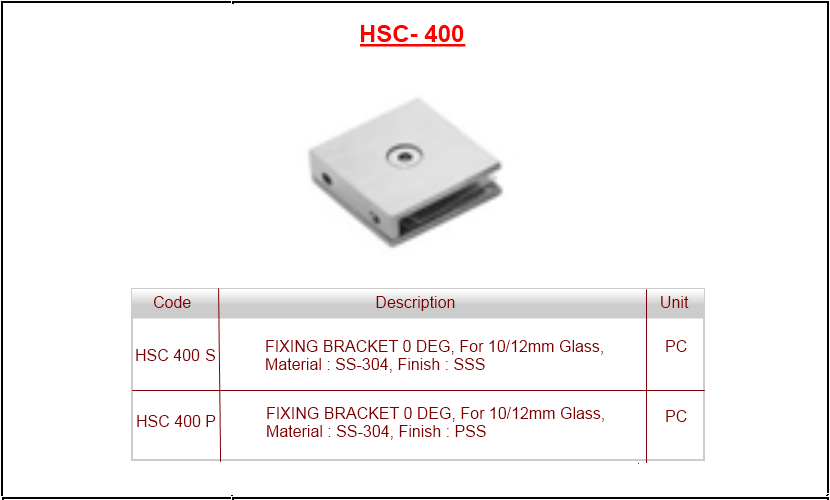 HSC- 400
Code Description Unit
HSC 400 S FIXING BRACKET 0 DEG, For 10/12mm Glass, PC
Material : SS-304, Finish : SSS
HSC 400 P FIXING BRACKET 0 DEG, For 10/12mm Glass, PC
Material : SS-304, Finish : PSS